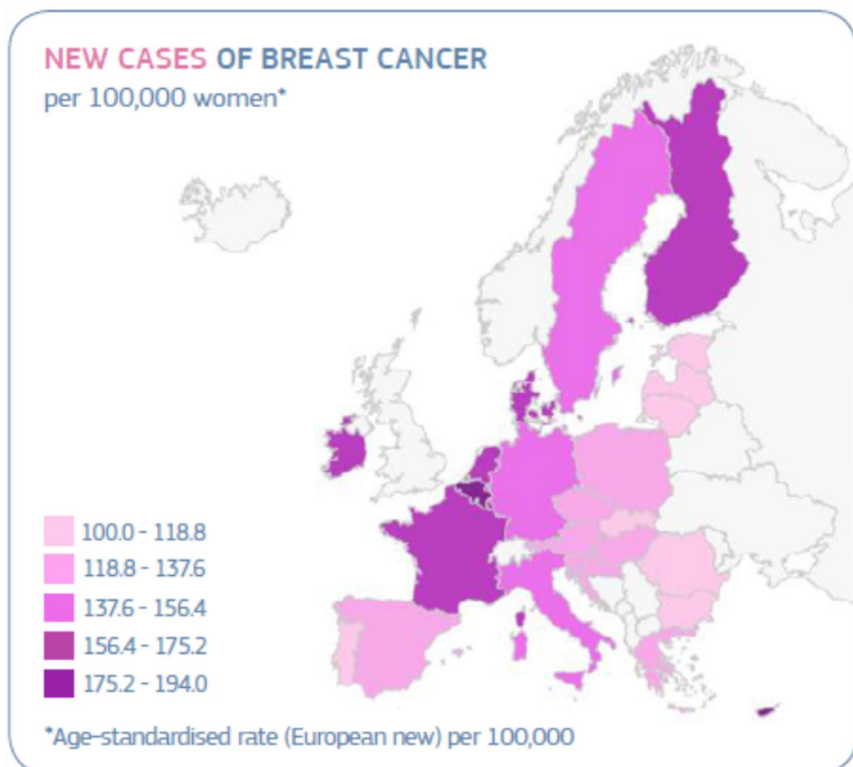 NEW CASES OF BREAST CANCER
per 100,000 women*
100.0 - 118.8
118.8 - 137.6
137.6 - 156.4
156.4 - 175.2
175.2 - 194.0
*Age-standardised rate (European new) per 100,000